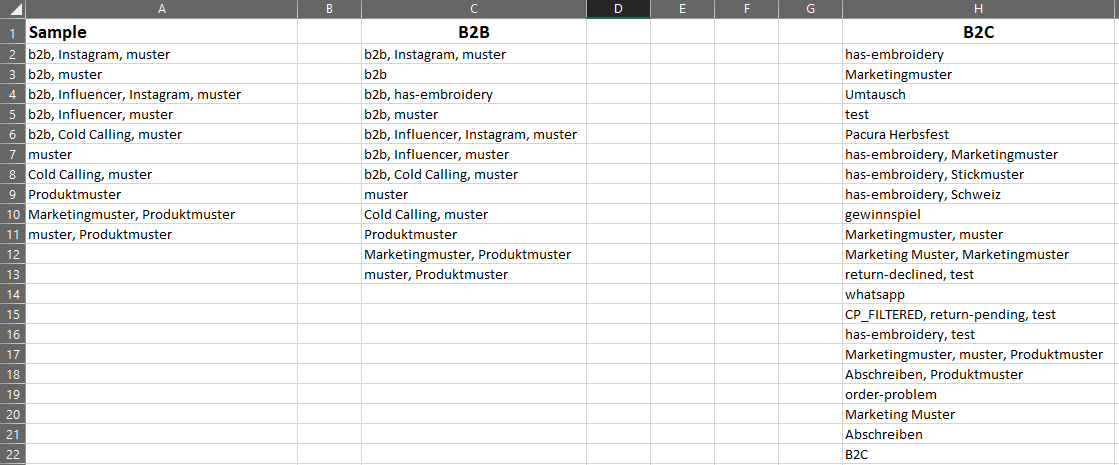 A B C D E F G H
1 Sample B2B B2C
2 b2b, Instagram, muster b2b, Instagram, muster has-embroidery
3 b2b, muster b2b Marketingmuster
4 b2b, Influencer, Instagram, muster b2b, has-embroidery Umtausch
5 b2b, Influencer, muster b2b, muster test
6 b2b, Cold Calling, muster b2b, Influencer, Instagram, muster Pacura Herbsfest
7 muster b2b, Influencer, muster has-embroidery, Marketingmuster
8 Cold Calling, muster b2b, Cold Calling, muster has-embroidery, Stickmuster
9 Produktmuster muster has-embroidery, Schweiz
10 Marketingmuster, Produktmuster Cold Calling, muster gewinnspiel
11 muster, Produktmuster Produktmuster Marketingmuster, muster
12 Marketingmuster, Produktmuster Marketing Muster, Marketingmuster
13 muster, Produktmuster return-declined, test
14 whatsapp
15 CP_FILTERED, return-pending, test
16 has-embroidery, test
17 Marketingmuster, muster, Produktmuster
18 Abschreiben, Produktmuster
19 order-problem
20 Marketing Muster
21 Abschreiben
22 B2C